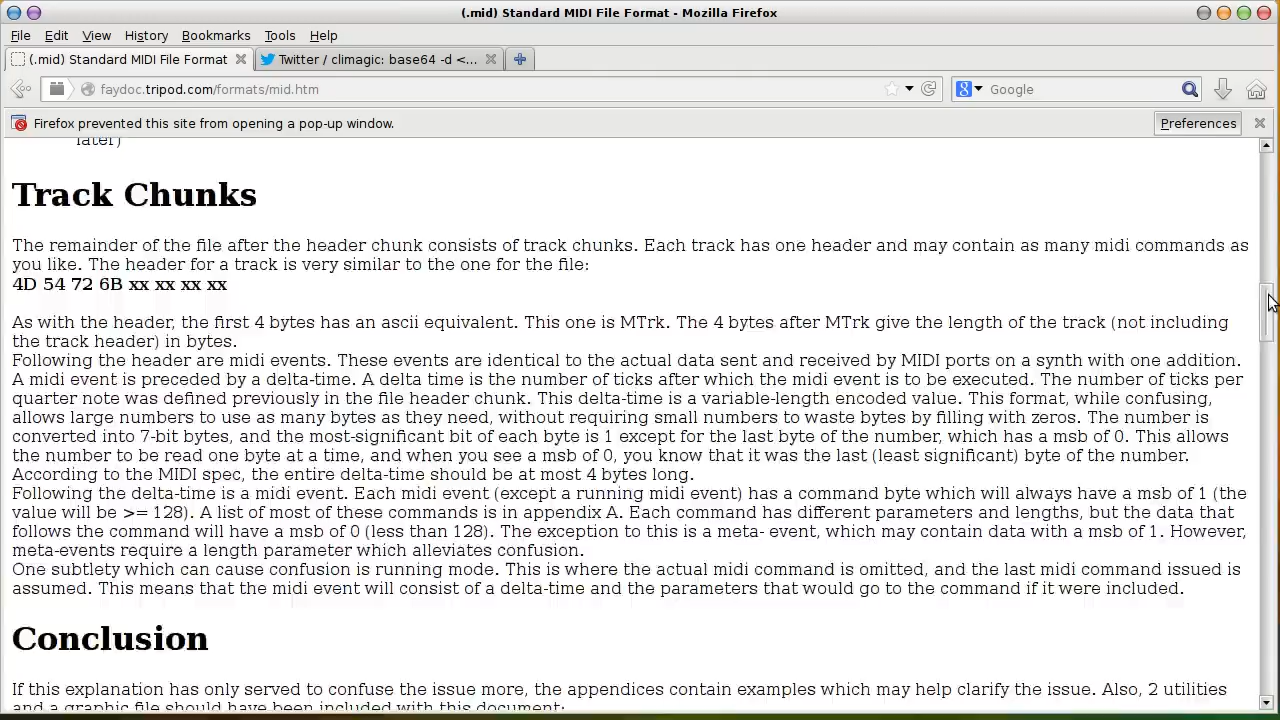 (.mid) Standard MIDI File Format - Mozilla Firefox
File Edit View History Bookmarks Tools Help
(.mid) Standard MIDI File Format Twitter / climagic: base64 -d <...
faydoc.tripod.com/formats/mid.htm Google
Firefox prevented this site from opening a pop-up window. Preferences
later)
Track Chunks
The remainder of the file after the header chunk consists of track chunks. Each track has one header and may contain as many midi commands as
you like. The header for a track is very similar to the one for the file:
4D 54 72 6B xx xx xx xx
As with the header, the first 4 bytes has an ascii equivalent. This one is MTrk. The 4 bytes after MTrk give the length of the track (not including
the track header) in bytes.
Following the header are midi events. These events are identical to the actual data sent and received by MIDI ports on a synth with one addition.
A midi event is preceded by a delta-time. A delta time is the number of ticks after which the midi event is to be executed. The number of ticks per
quarter note was defined previously in the file header chunk. This delta-time is a variable-length encoded value. This format, while confusing,
allows large numbers to use as many bytes as they need, without requiring small numbers to waste bytes by filling with zeros. The number is
converted into 7-bit bytes, and the most-significant bit of each byte is 1 except for the last byte of the number, which has a msb of 0. This allows
the number to be read one byte at a time, and when you see a msb of 0, you know that it was the last (least significant) byte of the number.
According to the MIDI spec, the entire delta-time should be at most 4 bytes long.
Following the delta-time is a midi event. Each midi event (except a running midi event) has a command byte which will always have a msb of 1 (the
value will be >= 128). A list of most of these commands is in appendix A. Each command has different parameters and lengths, but the data that
follows the command will have a msb of 0 (less than 128). The exception to this is a meta- event, which may contain data with a msb of 1. However,
meta-events require a length parameter which alleviates confusion.
One subtlety which can cause confusion is running mode. This is where the actual midi command is omitted, and the last midi command issued is
assumed. This means that the midi event will consist of a delta-time and the parameters that would go to the command if it were included.
Conclusion
If this explanation has only served to confuse the issue more, the appendices contain examples which may help clarify the issue. Also, 2 utilities
and a graphic file should have been included with this document: